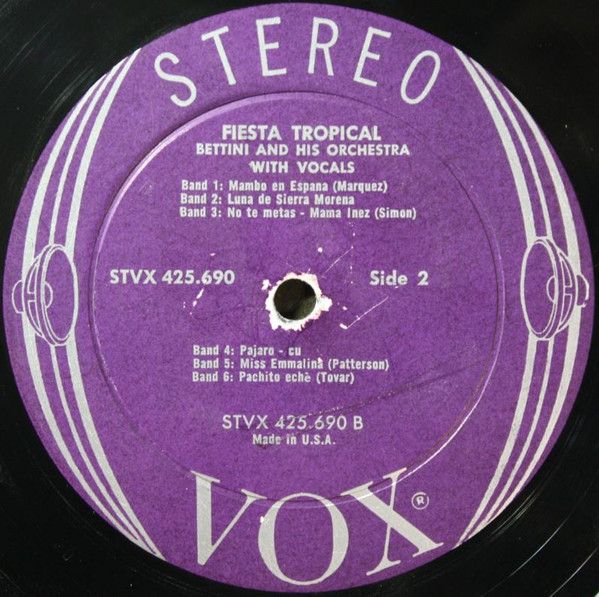 STEREO
FIESTA TROPICAL
BETTINI AND HIS ORCHESTRA
WITH VOCALS
Band 1: Mambo en Espana (Marquez)
Band 2: Luna de Sierra Morena
Band 3: No te metas - Mama Inez (Simon)
STVX 425.690 Side 2
Band 4: Pajaro - cu
Band 5: Miss Emmalina (Patterson)
Band 6: Pachito echè (Tovar)
STVX 425.690 B
Made in U.S.A.
VOX ®